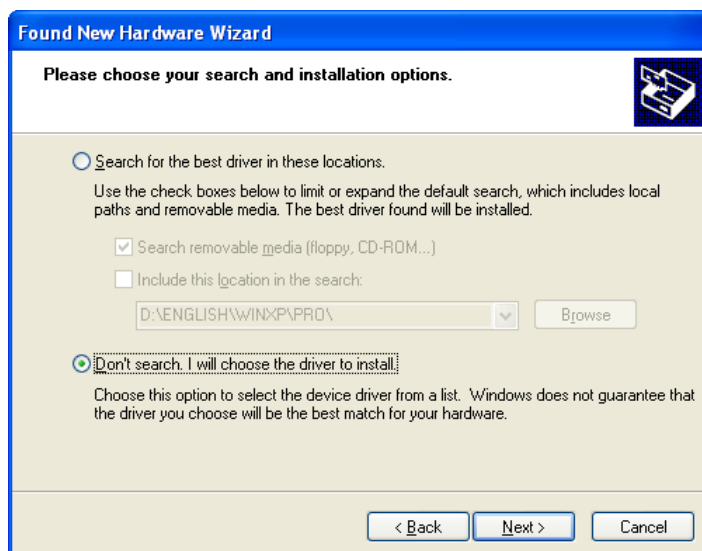 Found New Hardware Wizard
Please choose your search and installation options.
Search for the best driver in these locations.
Use the check boxes below to limit or expand the default search, which includes local
paths and removable media. The best driver found will be installed.
Search removable media (floppy, CD-ROM...)
Include this location in the search:
D:\ENGLISH\WINXP\PRO\
Browse
Don't search. I will choose the driver to install.
Choose this option to select the device driver from a list. Windows does not guarantee that
the driver you choose will be the best match for your hardware.
< Back
Next >
Cancel